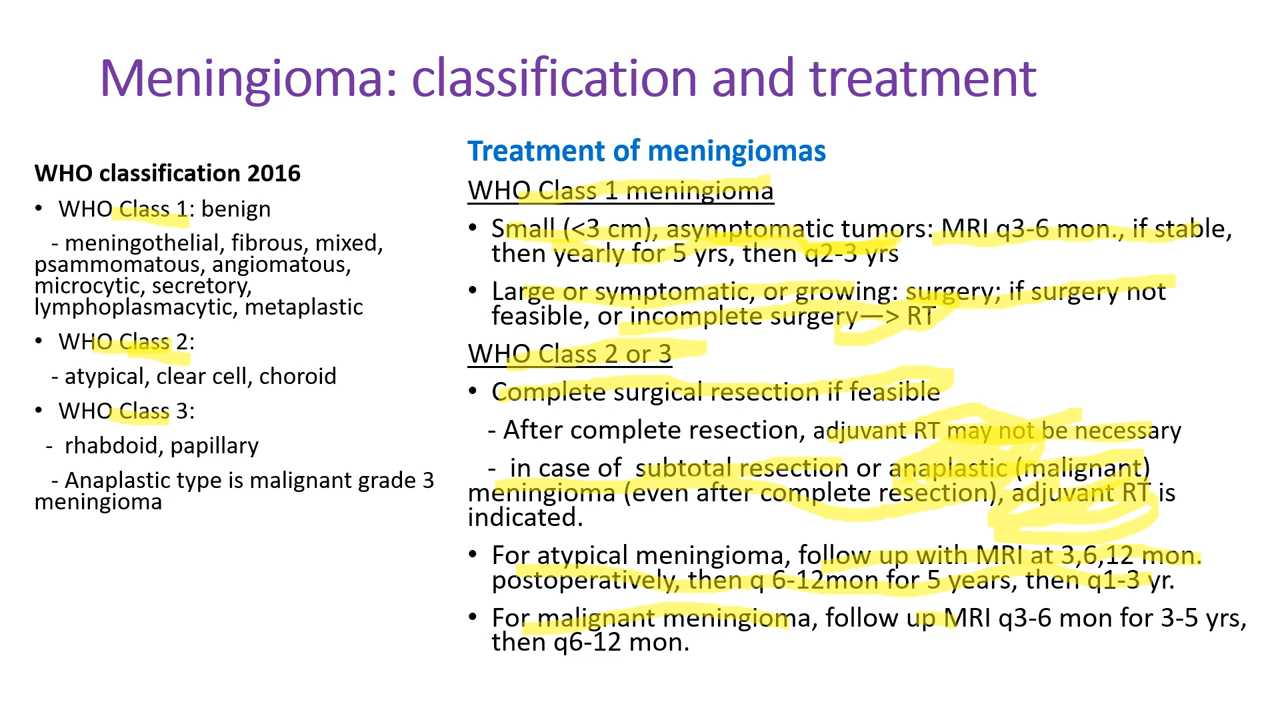 Meningioma: classification and treatment
WHO classification 2016
• WHO Class 1: benign
- meningothelial, fibrous, mixed,
psammomatous, angiomatous,
microcytic, secretory,
lymphoplasmacytic, metaplastic
• WHO Class 2:
- atypical, clear cell, choroid
• WHO Class 3:
- rhabdoid, papillary
- Anaplastic type is malignant grade 3
meningioma
Treatment of meningiomas
WHO Class 1 meningioma
• Small (<3 cm), asymptomatic tumors: MRI q3-6 mon., if stable,
then yearly for 5 yrs, then q2-3 yrs
• Large or symptomatic, or growing: surgery; if surgery not
feasible, or incomplete surgery—> RT
WHO Class 2 or 3
• Complete surgical resection if feasible
- After complete resection, adjuvant RT may not be necessary
- in case of subtotal resection or anaplastic (malignant)
meningioma (even after complete resection), adjuvant RT is
indicated.
• For atypical meningioma, follow up with MRI at 3,6,12 mon.
postoperatively, then q 6-12mon for 5 years, then q1-3 yr.
• For malignant meningioma, follow up MRI q3-6 mon for 3-5 yrs,
then q6-12 mon.